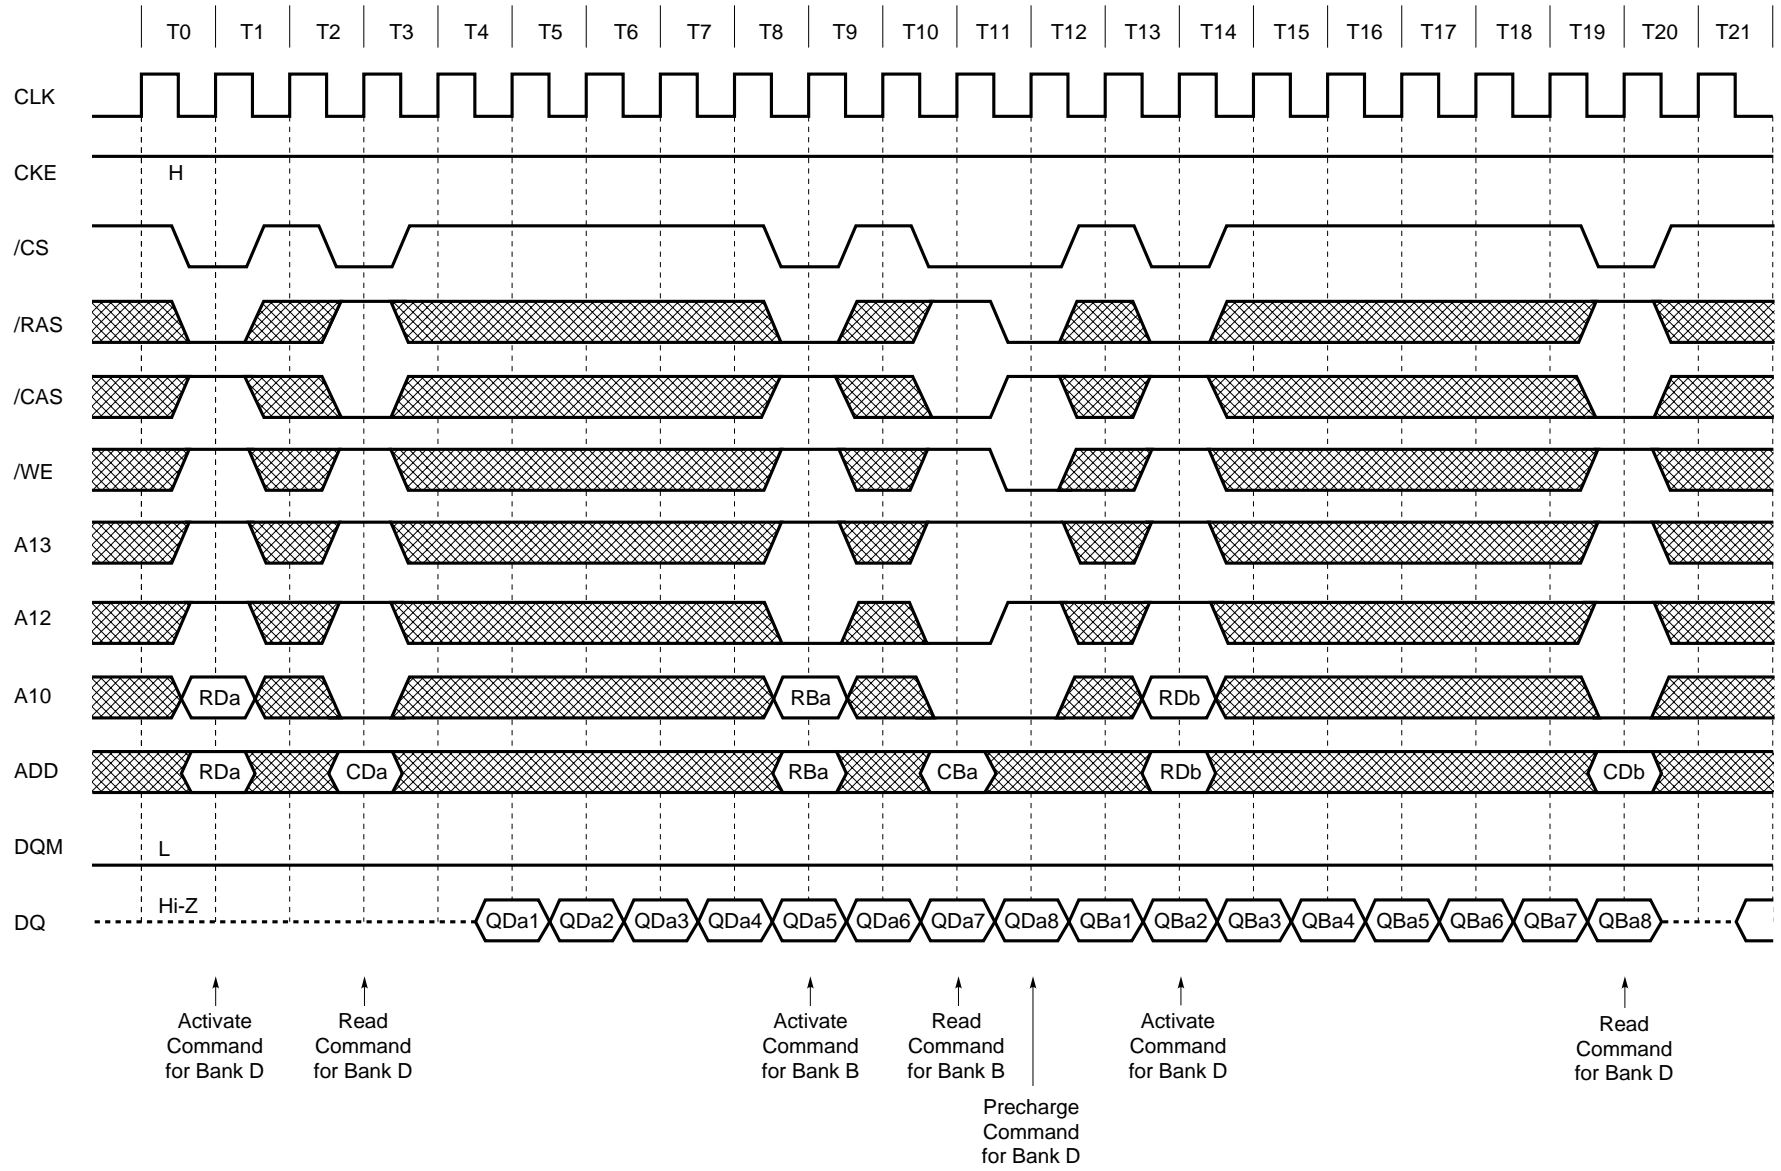 T0 T1 T2 T3 T4 T5 T6 T7 T8 T9 T10 T11 T12 T13 T14 T15 T16 T17 T18 T19 T20 T21
CLK
CKE H
/CS
/RAS
/CAS
/WE
A13
A12
A10 RDa RBa RDb
ADD RDa CDa RBa CBa RDb CDb
DQM L
DQ Hi-Z QDa1 QDa2 QDa3 QDa4 QDa5 QDa6 QDa7 QDa8 QBa1 QBa2 QBa3 QBa4 QBa5 QBa6 QBa7 QBa8
Activate
Command
for Bank D
Read
Command
for Bank D
Activate
Command
for Bank B
Read
Command
for Bank B
Precharge
Command
for Bank D
Activate
Command
for Bank D
Read
Command
for Bank D